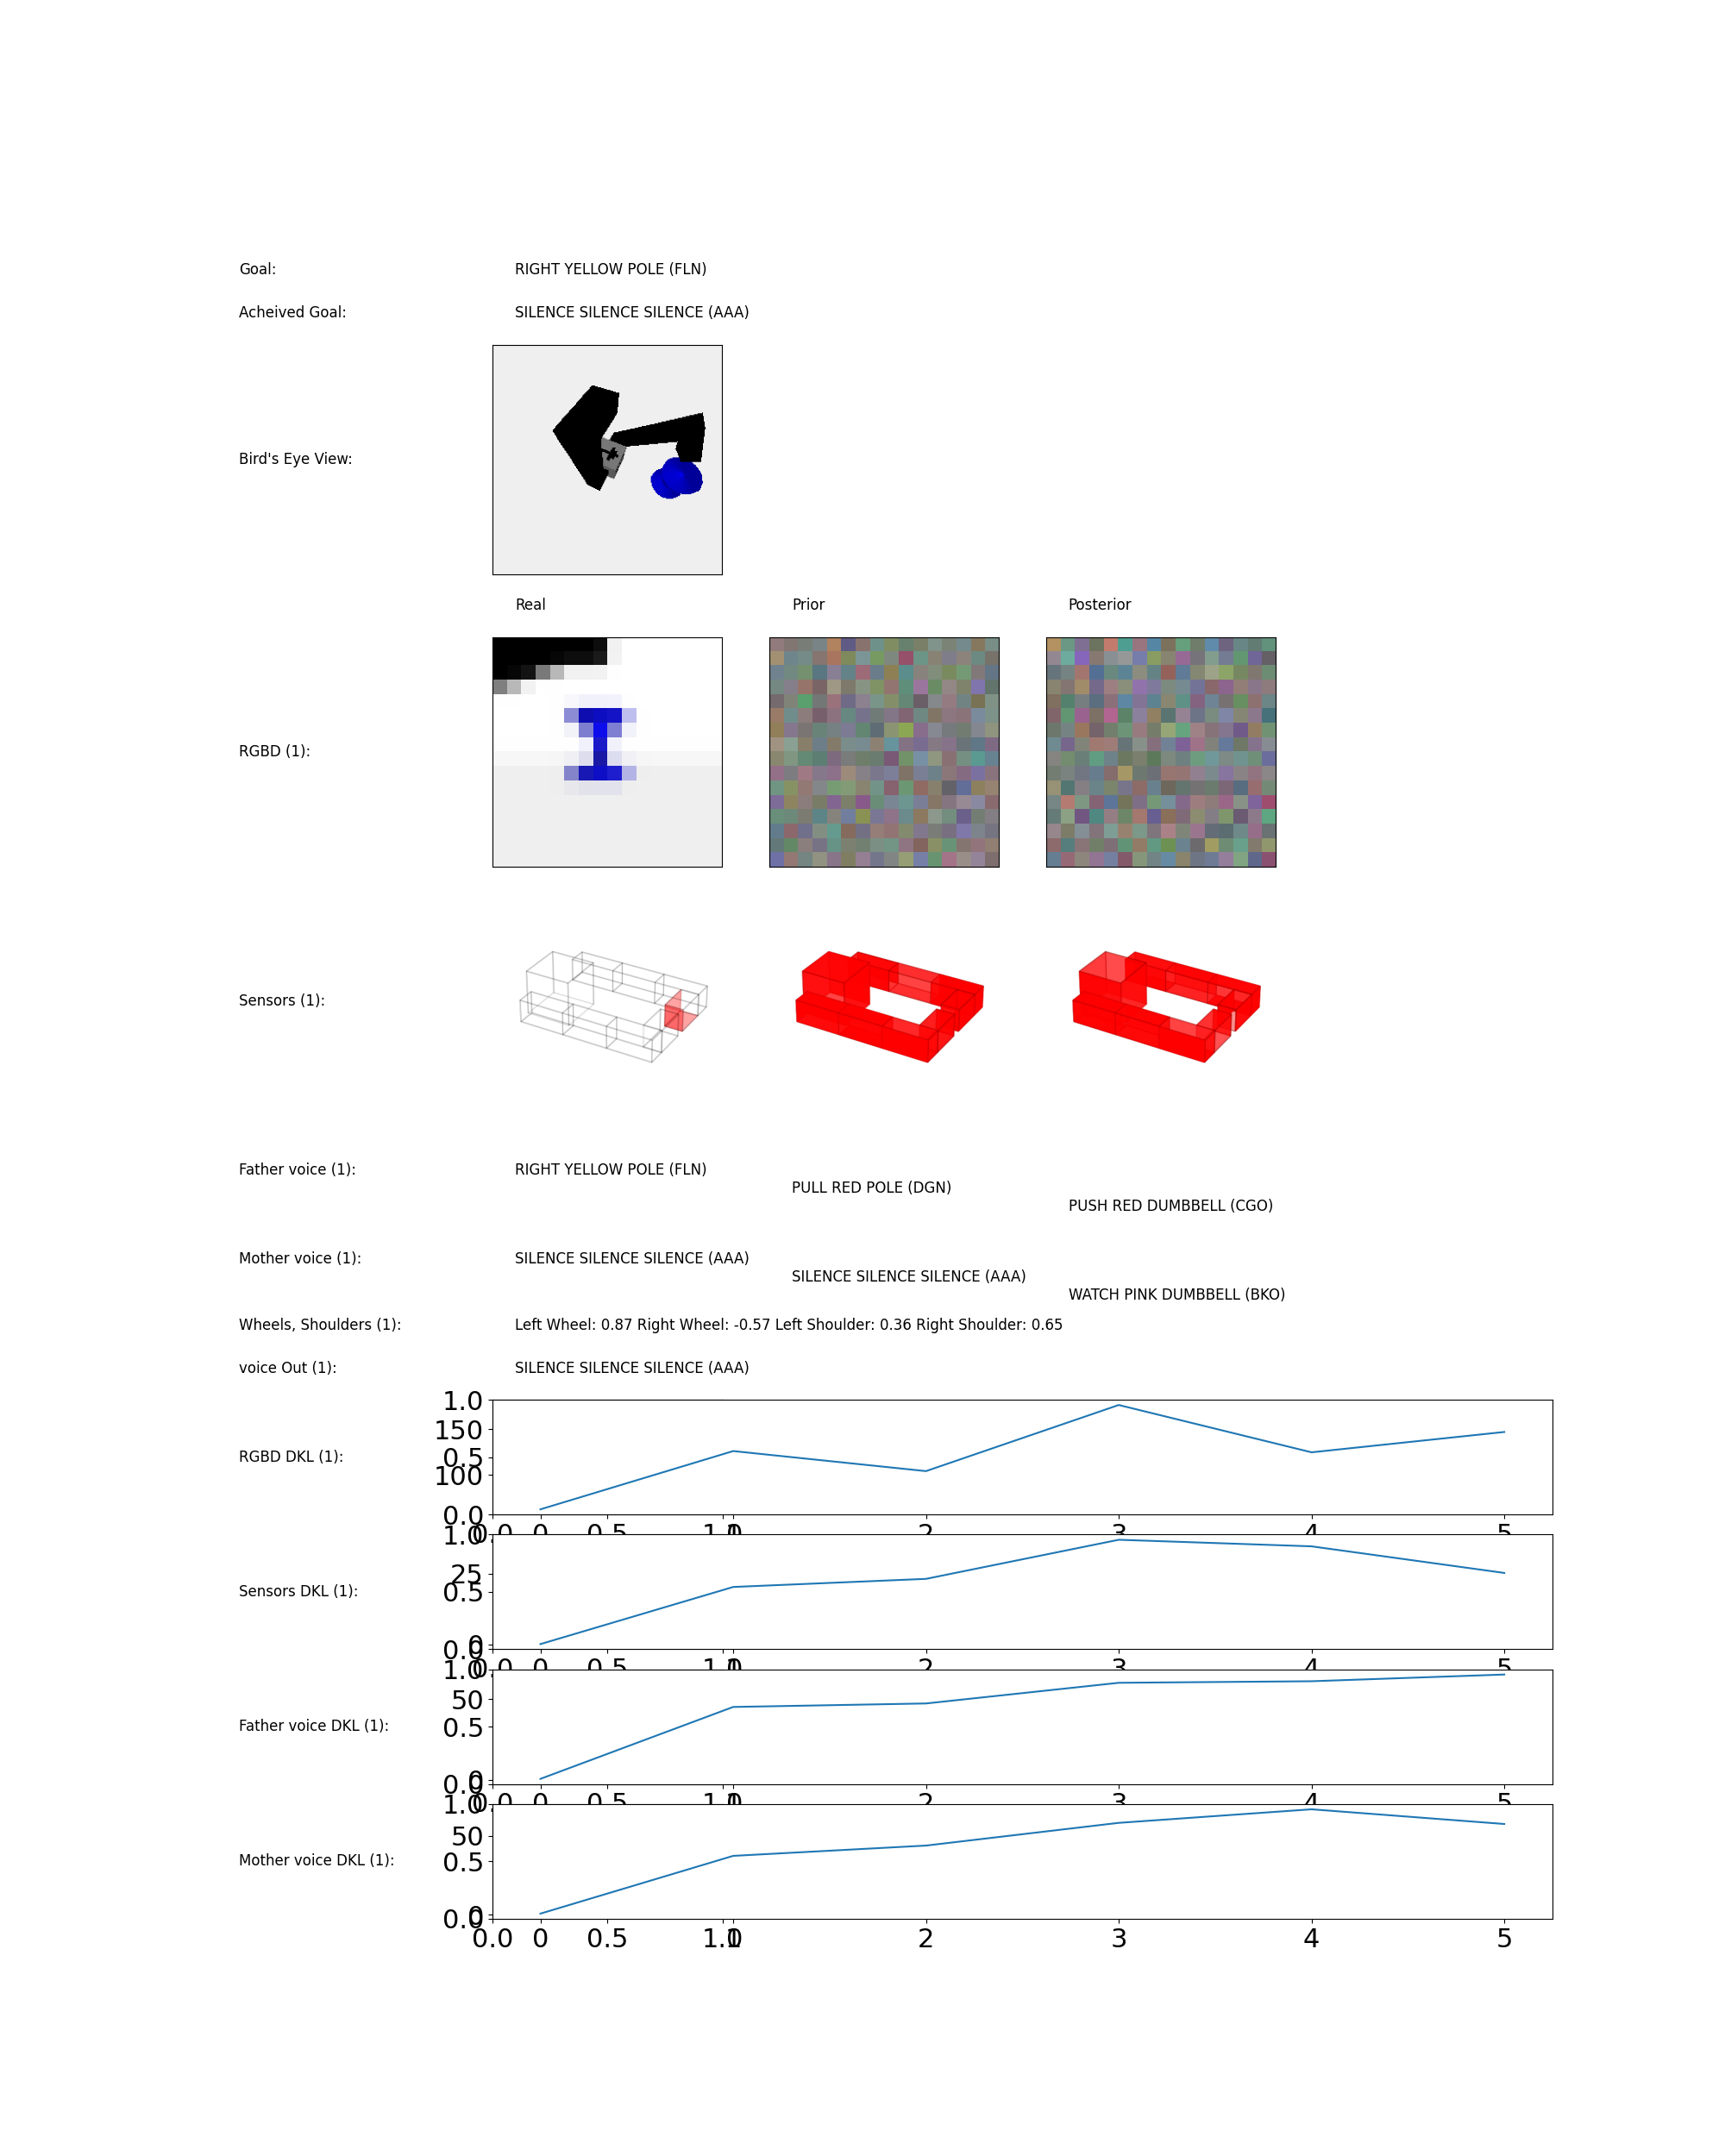 Goal: RIGHT YELLOW POLE (FLN)
Acheived Goal: SILENCE SILENCE SILENCE (AAA)
Bird's Eye View:
Real Prior Posterior
RGBD (1):
Sensors (1):
Father voice (1): RIGHT YELLOW POLE (FLN)
PULL RED POLE (DGN)
PUSH RED DUMBBELL (CGO)
Mother voice (1): SILENCE SILENCE SILENCE (AAA)
SILENCE SILENCE SILENCE (AAA)
WATCH PINK DUMBBELL (BKO)
Wheels, Shoulders (1): Left Wheel: 0.87 Right Wheel: -0.57 Left Shoulder: 0.36 Right Shoulder: 0.65
voice Out (1): SILENCE SILENCE SILENCE (AAA)
1.0
150
RGBD DKL (1): 0.5
100
0.0
0.0 0 0.5 1.0 1 2 3 4 5
1.0
25
Sensors DKL (1): 0.5
0
0.0
0.0 0 0.5 1.0 1 2 3 4 5
1.0
50
Father voice DKL (1): 0.5
0
0.0
0.0 0 0.5 1.0 1 2 3 4 5
1.0
50
Mother voice DKL (1): 0.5
0
0.0
0.0 0 0.5 1.0 1 2 3 4 5